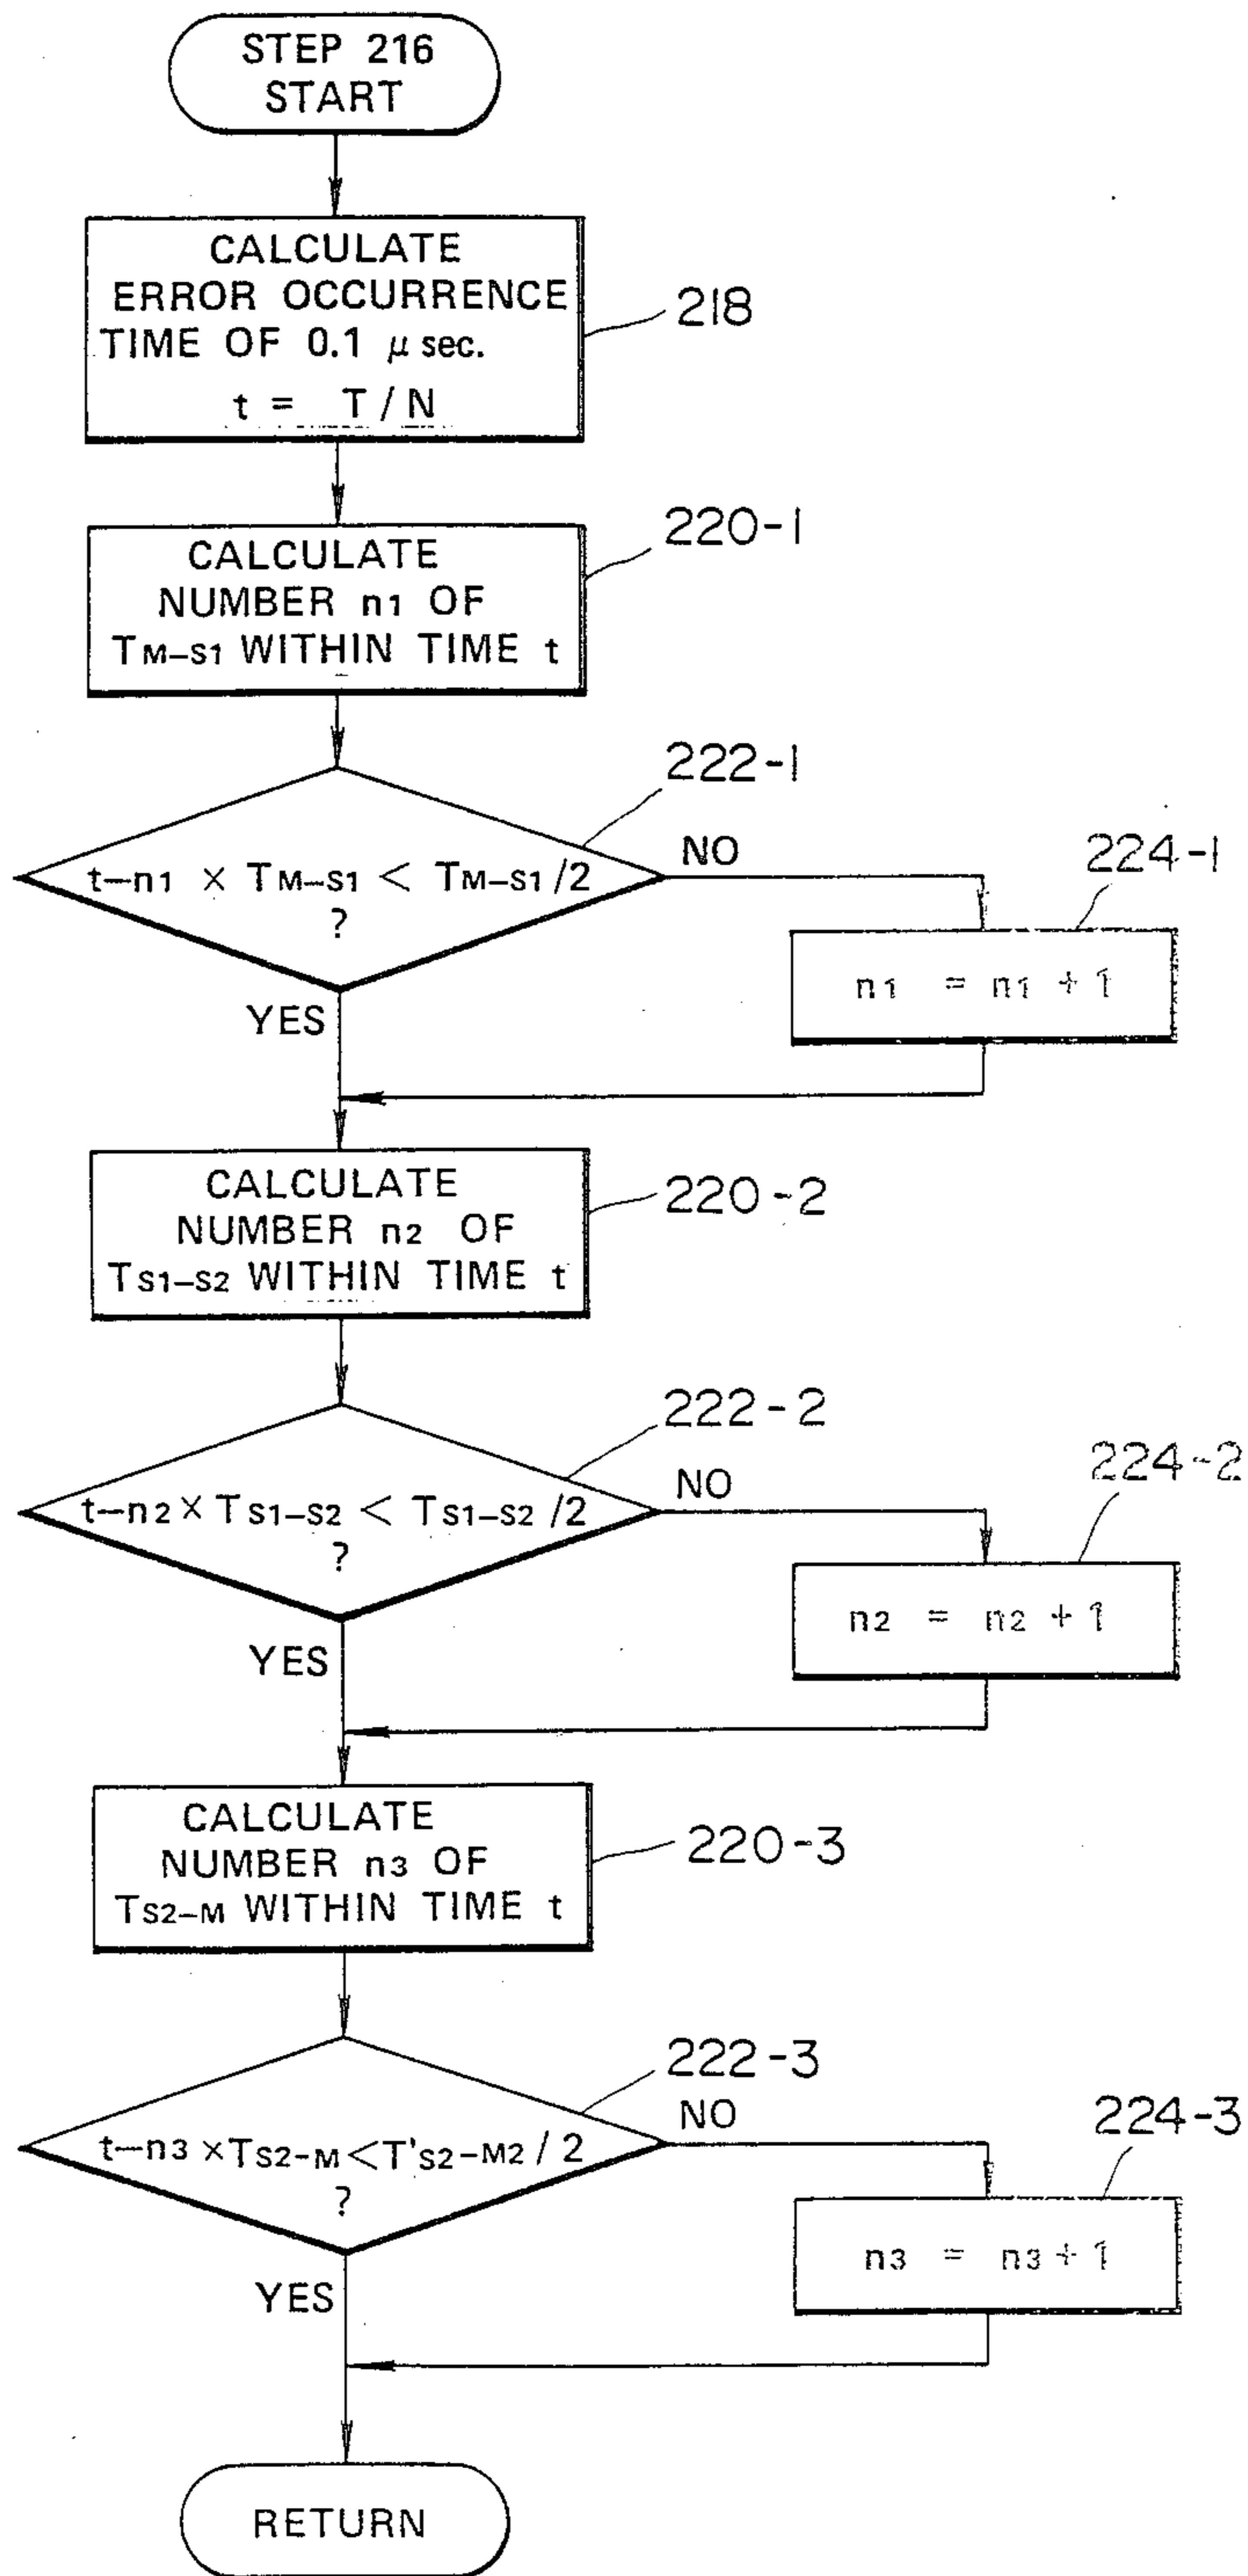 STEP 216
START
CALCULATE
ERROR OCCURRENCE
TIME OF 0.1 μ sec.
t = T / N
218
CALCULATE
NUMBER n1 OF
TM-S1 WITHIN TIME t
220-1
t-n1 × TM-S1 < TM-S1 /2
?
222-1
NO
YES
n1 = n1 + 1
224-1
CALCULATE
NUMBER n2 OF
TS1-S2 WITHIN TIME t
220-2
t-n2 × TS1-S2 < TS1-S2 /2
?
222-2
NO
YES
n2 = n2 + 1
224-2
CALCULATE
NUMBER n3 OF
TS2-M WITHIN TIME t
220-3
t-n3 × TS2-M < T'S2-M2 / 2
?
222-3
NO
YES
n3 = n3 + 1
224-3
RETURN